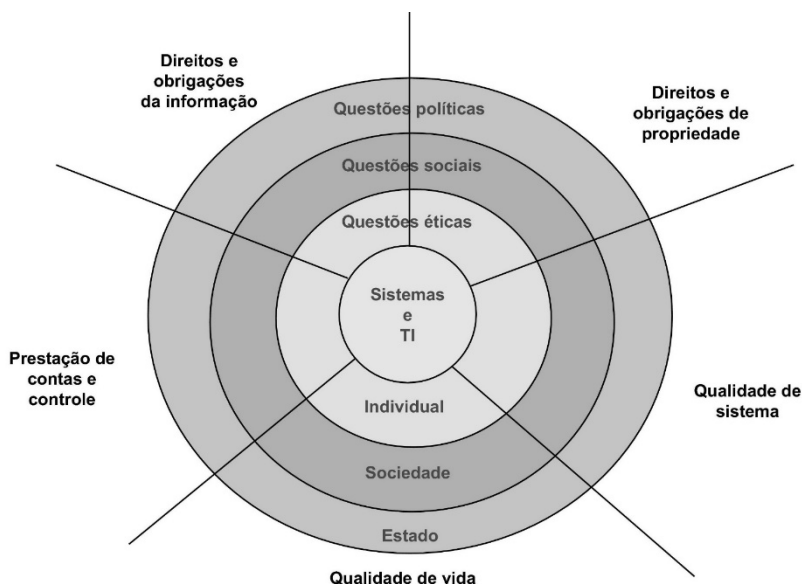 Direitos e
obrigações
da informação
Direitos e
obrigações de
propriedade
Questões políticas
Questões sociais
Questões éticas
Sistemas
e
TI
Prestação de
contas e
controle
Qualidade de
sistema
Individual
Sociedade
Estado
Qualidade de vida